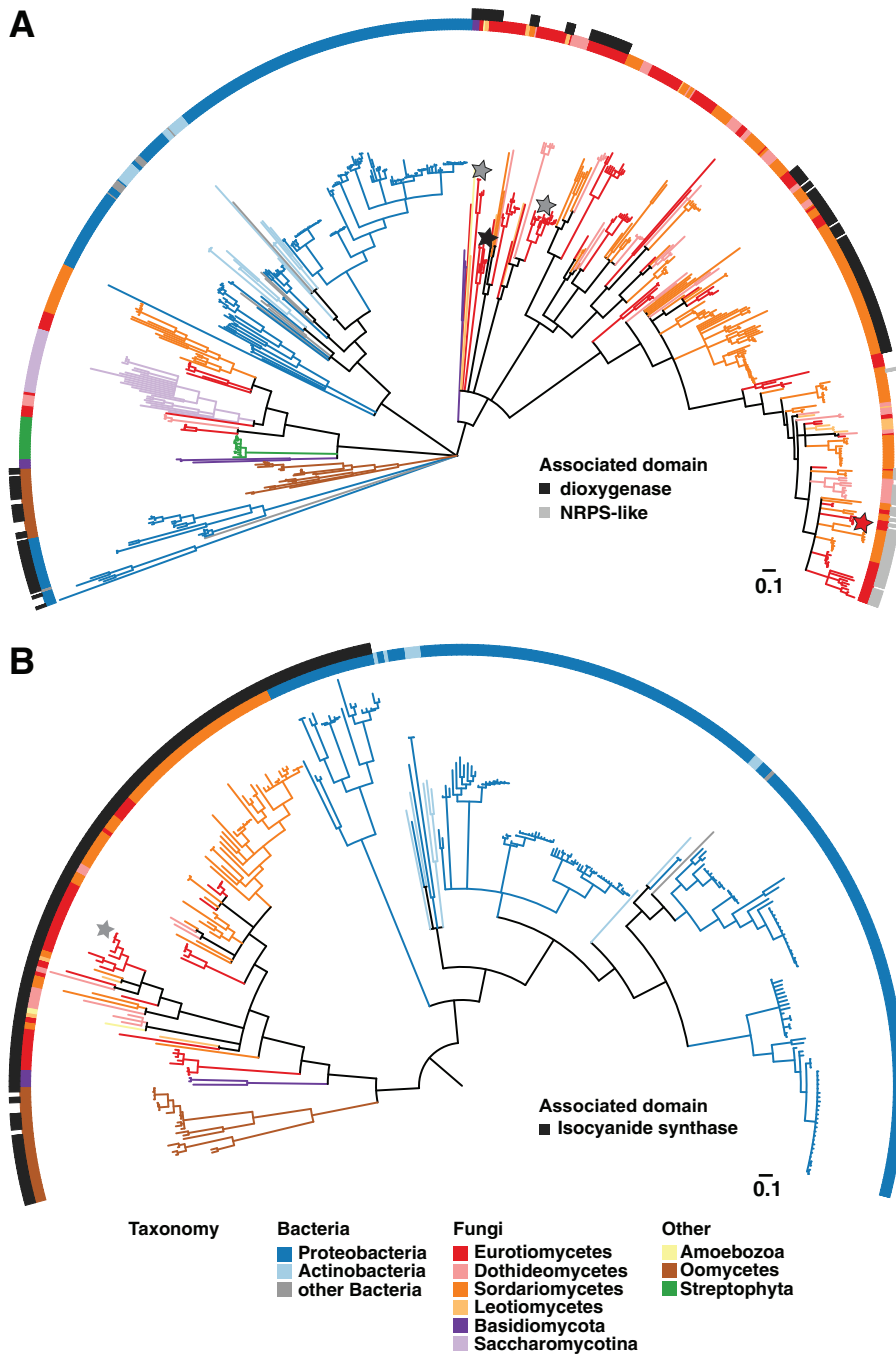 A
Associated domain
dioxygenase
NRPS-like
0.1
B
Associated domain
Isocyanide synthase
0.1
Taxonomy
Bacteria
Proteobacteria
Actinobacteria
other Bacteria
Fungi
Eurotiomycetes
Dothideomycetes
Sordariomycetes
Leotiomycetes
Basidiomycota
Saccharomycotina
Other
Amoebozoa
Oomycetes
Streptophyta